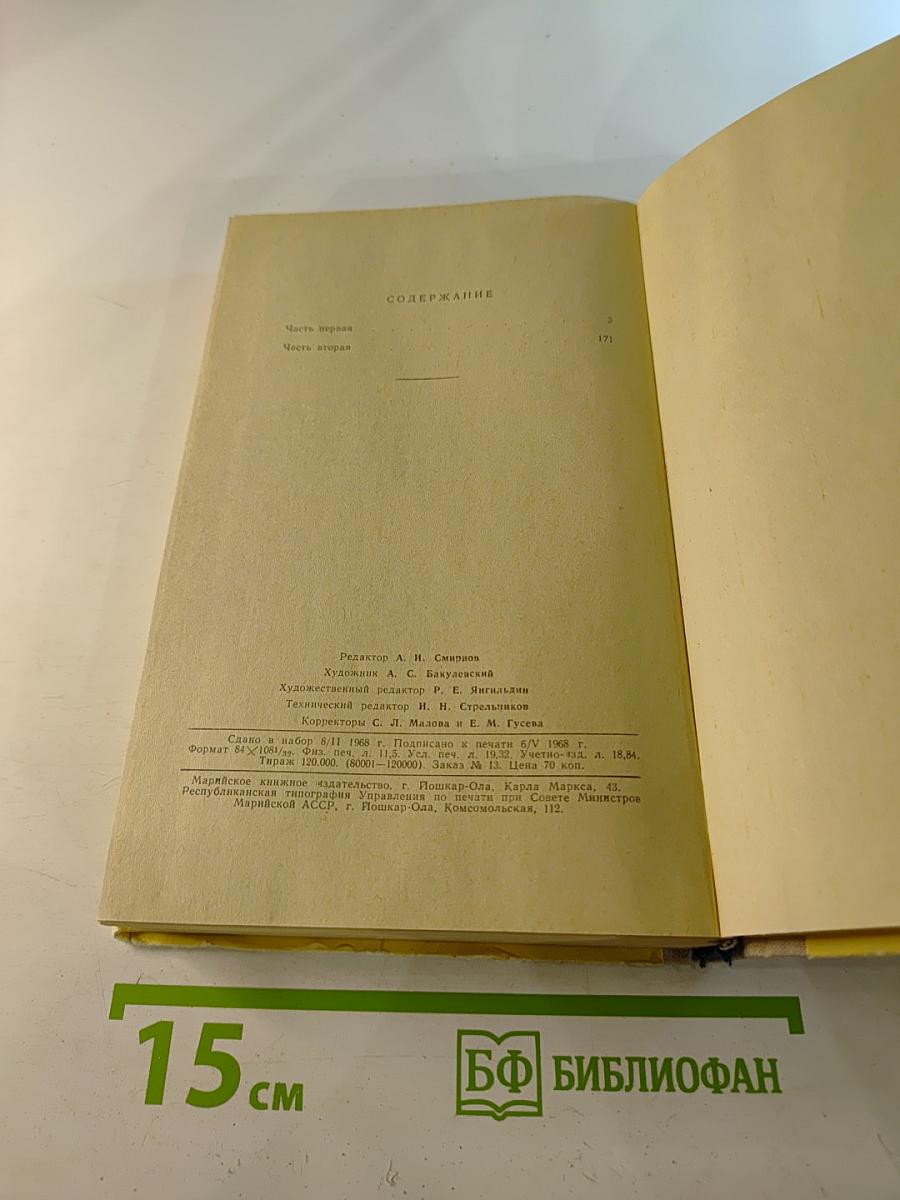 СОДЕРЖАНИЕ
Часть первая . . . . . . . . . . . 3
Часть вторая 171
Редактор А. И. Смирнов
Художник А. С. Бакулевский
Художественный редактор Р. Е. Янгильдин
Технический редактор И. Н. Стрельников
Корректоры С. Л. Малова и Е. М. Гусева
Сдано в набор 8/II 1968 г. Подписано к печати 6/V 1968 г.
Формат 84×108¹/₃₂. Физ. печ. л. 11,5. Усл. печ. л. 19,32. Учетно-изд. л. 18,84.
Тираж 120.000. (80001—120000). Заказ № 13. Цена 70 коп.
Марийское книжное издательство, г. Йошкар-Ола, Карла Маркса, 43.
Республиканская типография Управления по печати при Совете Министров
Марийской АССР, г. Йошкар-Ола, Комсомольская, 112.
15 см
БФ БИБЛИОФАН